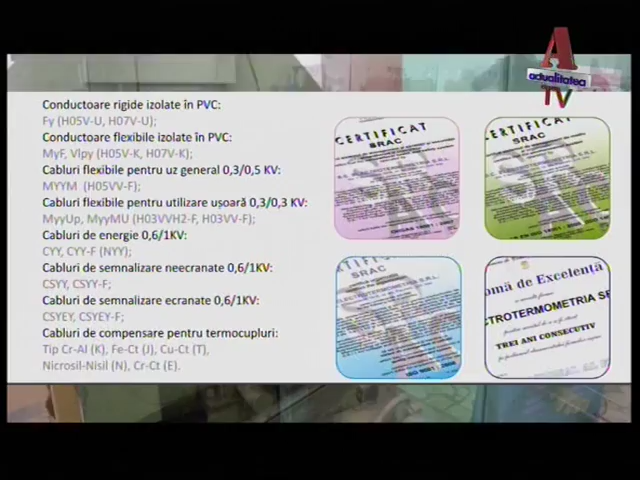 A
actualitatea
TV
Conductoare rigide izolate în PVC:
Fy (H05V-U, H07V-U);
Conductoare flexibile izolate în PVC:
MyF, Vlpy (H05V-K, H07V-K);
Cabluri flexibile pentru uz general 0,3/0,5 KV:
MYYM (H05VV-F);
Cabluri flexibile pentru utilizare ușoară 0,3/0,3 KV:
MyyUp, MyyMU (H03VVH2-F, H03VV-F);
Cabluri de energie 0,6/1KV:
CYY, CYY-F (NYY);
Cabluri de semnalizare neecranate 0,6/1KV:
CSYY, CSYY-F;
Cabluri de semnalizare ecranate 0,6/1KV:
CSYEY, CSYEY-F;
Cabluri de compensare pentru termocupluri:
Tip Cr-Al (K), Fe-Ct (J), Cu-Ct (T),
Nicrosil-Nisil (N), Cr-Ct (E).
CERTIFICAT
SRAC
CERTIFICAT
SRAC
CERTIFICAT
SRAC
omă de Excelență
CTROTERMOMETRIA SR
TREI ANI CONSECUTIV